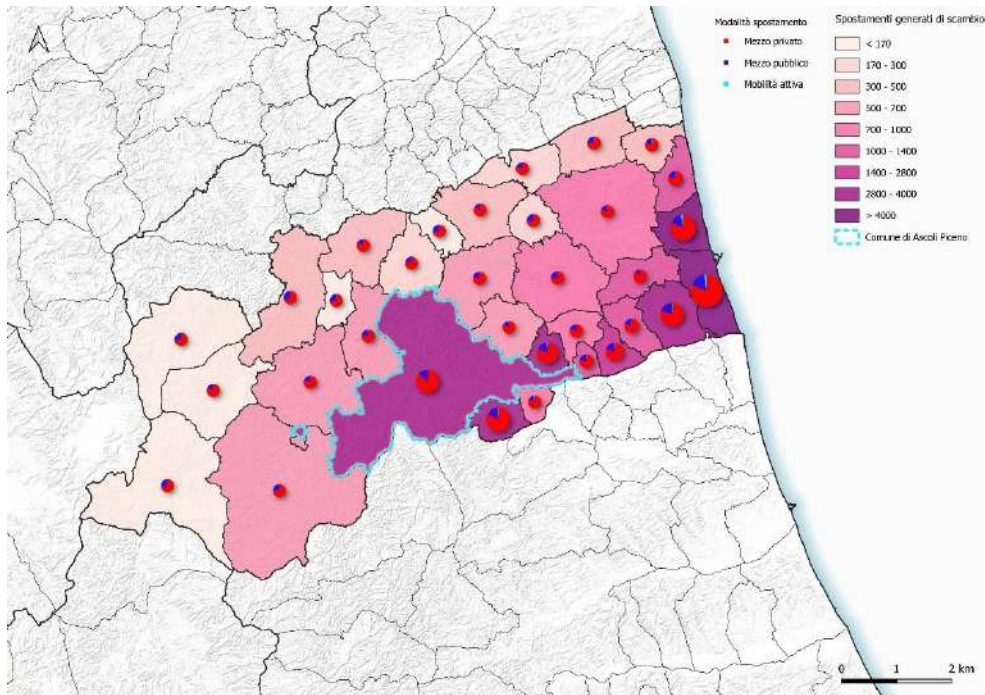 Modalità spostamento
Mezzo privato
Mezzo pubblico
Mobilità attiva
Spostamenti generati di scambio
< 170
170 - 300
300 - 500
500 - 700
700 - 1000
1000 - 1400
1400 - 2800
2800 - 4000
> 4000
Comune di Ascoli Piceno
0 1 2 km